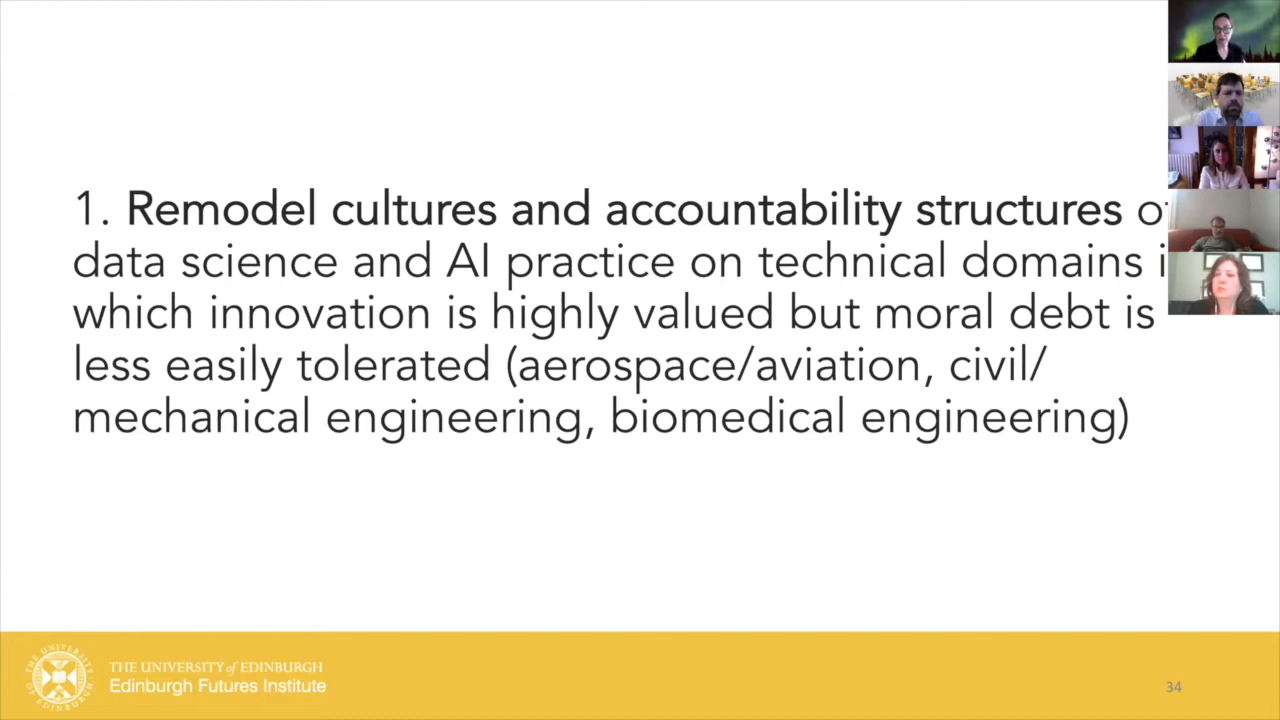 1. Remodel cultures and accountability structures
data science and AI practice on technical domains
which innovation is highly valued but moral debt is
less easily tolerated (aerospace/aviation, civil/
mechanical engineering, biomedical engineering)
THE UNIVERSITY of EDINBURGH
Edinburgh Futures Institute
34